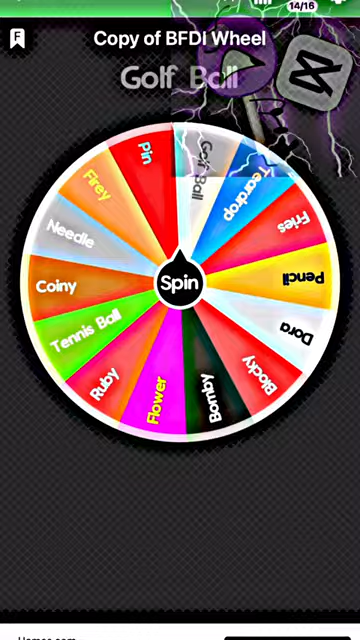 14/16
F
Copy of BFDI Wheel
Golf Ball
Pin
Golf Ball
Teardrop
Fries
Pencil
Dora
Blocky
Bomby
Flower
Ruby
Tennis Ball
Coiny
Needle
Firey
Spin